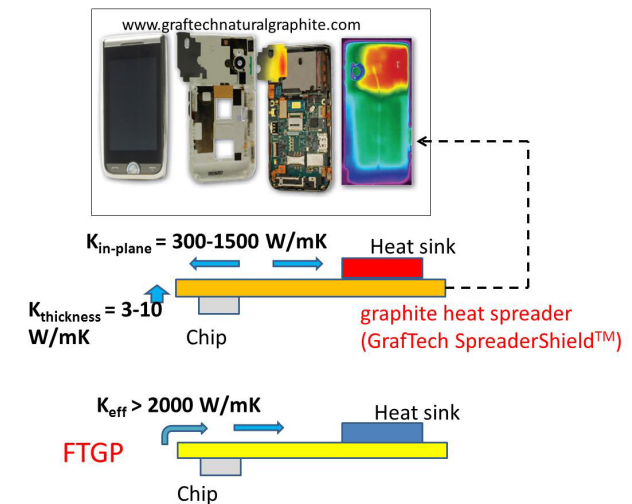 www.graftechnaturalgraphite.com
Kin-plane = 300-1500 W/mK
Heat sink
Kthickness = 3-10
W/mK
Chip
graphite heat spreader
(GrafTech SpreaderShieldTM)
Keff > 2000 W/mK
Heat sink
FTGP
Chip